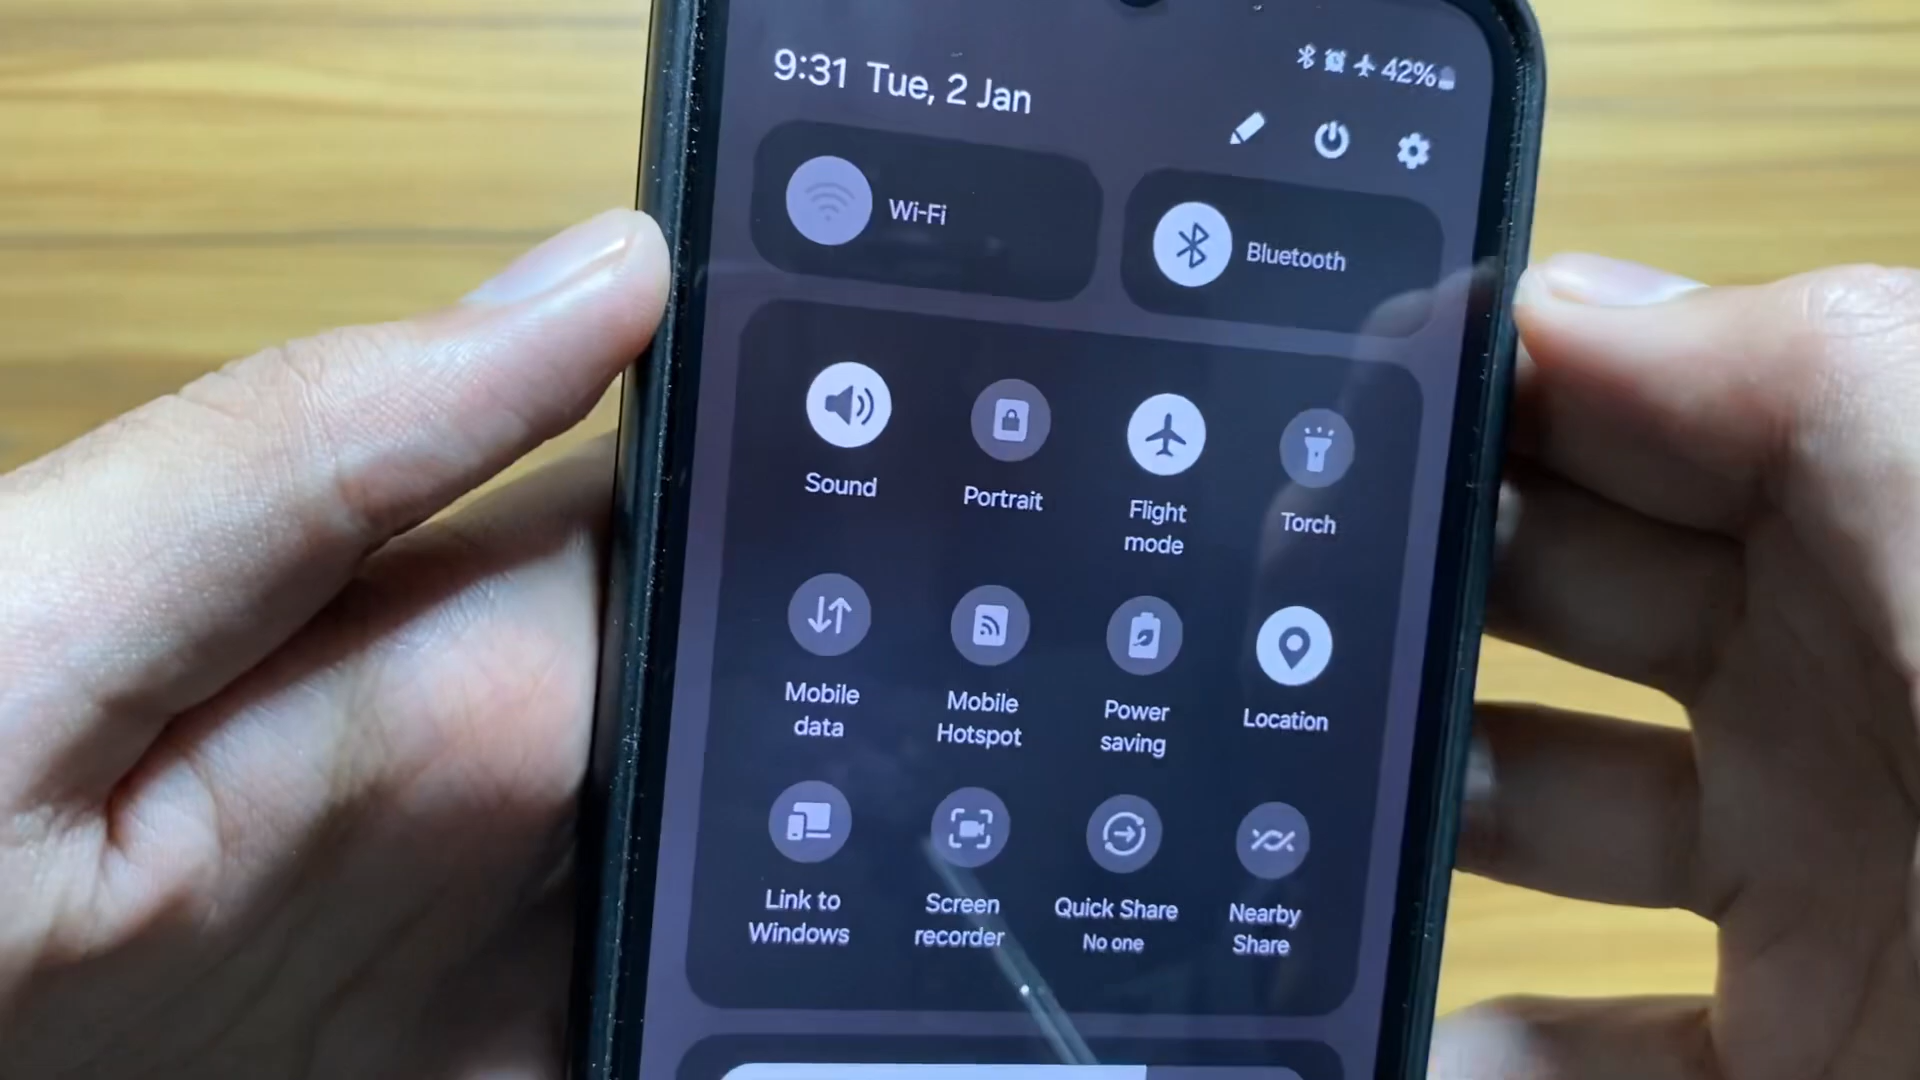 9:31 Tue, 2 Jan
42%
Wi-Fi
Bluetooth
Sound
Portrait
Flight
mode
Torch
Mobile
data
Mobile
Hotspot
Power
saving
Location
Link to
Windows
Screen
recorder
Quick Share
No one
Nearby
Share